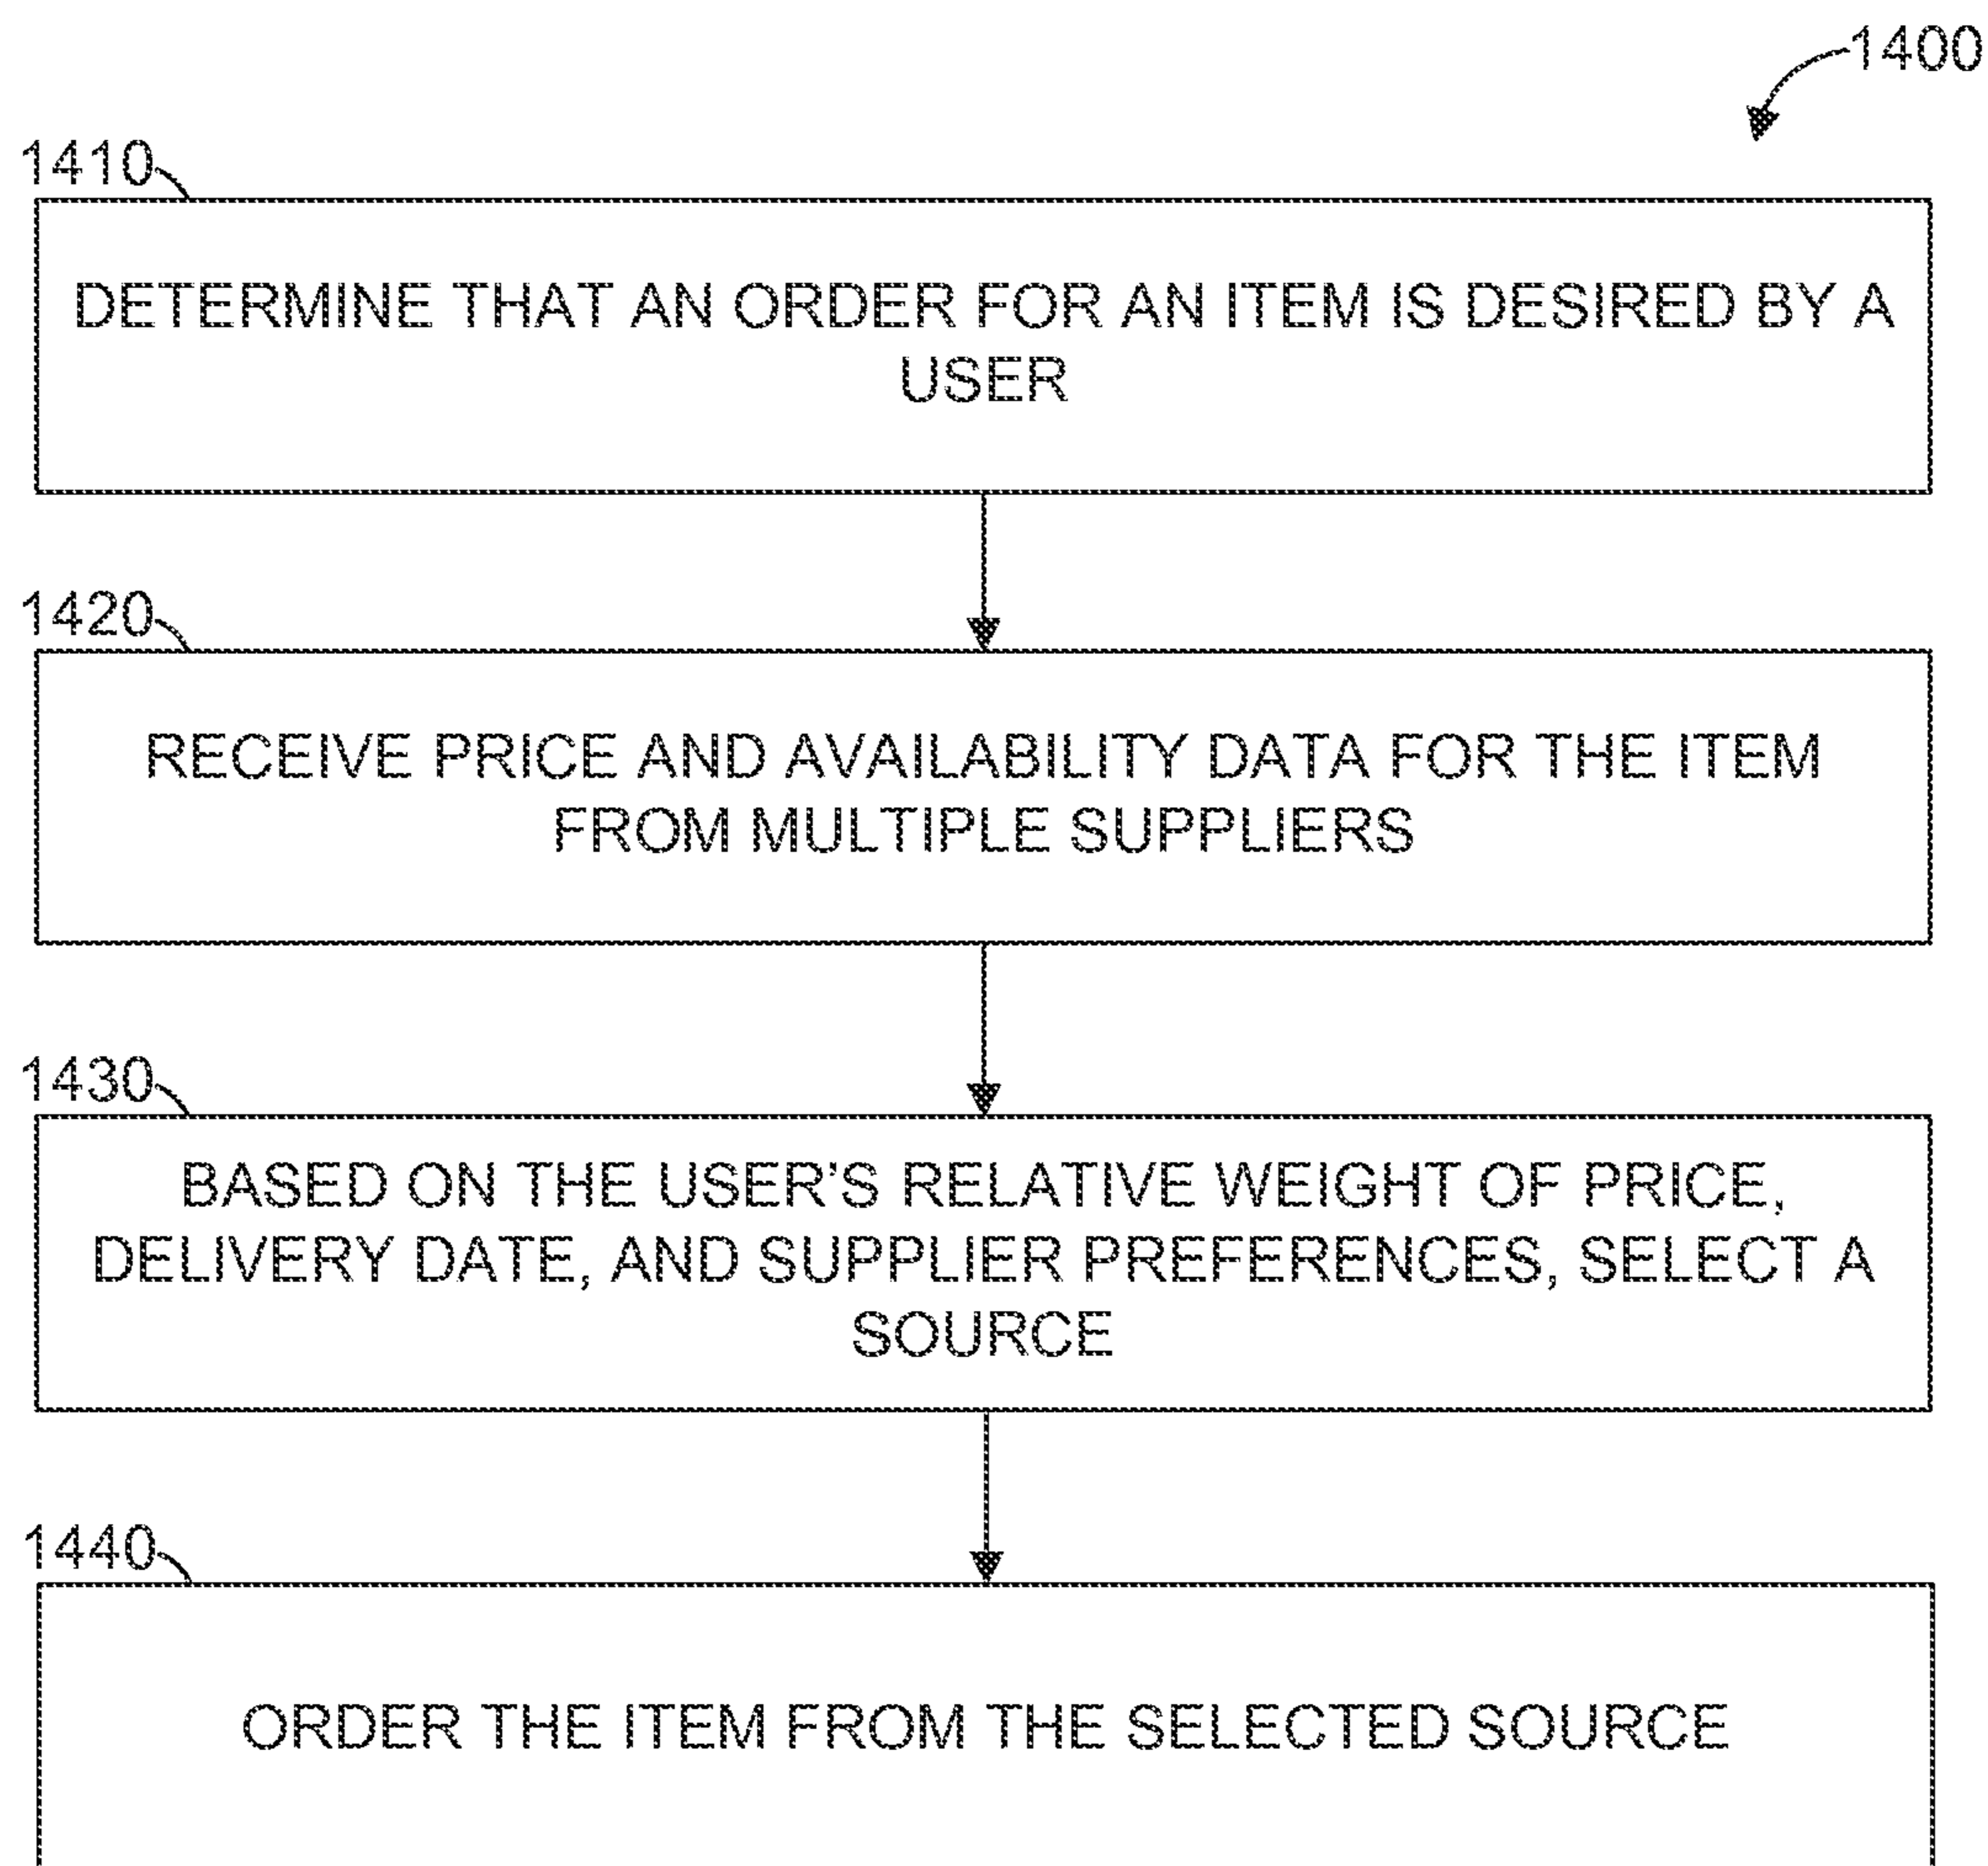 1400
1410
DETERMINE THAT AN ORDER FOR AN ITEM IS DESIRED BY A
USER
1420
RECEIVE PRICE AND AVAILABILITY DATA FOR THE ITEM
FROM MULTIPLE SUPPLIERS
1430
BASED ON THE USER'S RELATIVE WEIGHT OF PRICE,
DELIVERY DATE, AND SUPPLIER PREFERENCES, SELECT A
SOURCE
1440
ORDER THE ITEM FROM THE SELECTED SOURCE